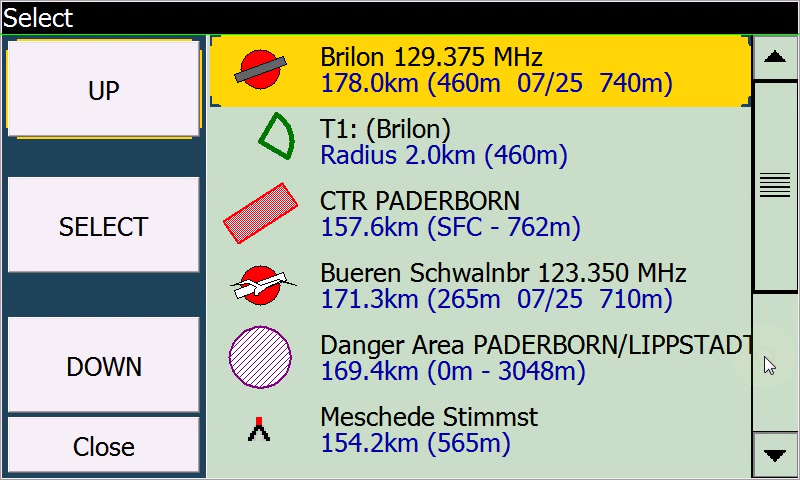 Select
UP
SELECT
DOWN
Close
Brilon 129.375 MHz
178.0km (460m  07/25  740m)
T1: (Brilon)
Radius 2.0km (460m)
CTR PADERBORN
157.6km (SFC - 762m)
Bueren Schwalnbr 123.350 MHz
171.3km (265m  07/25  710m)
Danger Area PADERBORN/LIPPSTADT
169.4km (0m - 3048m)
Meschede Stimmst
154.2km (565m)